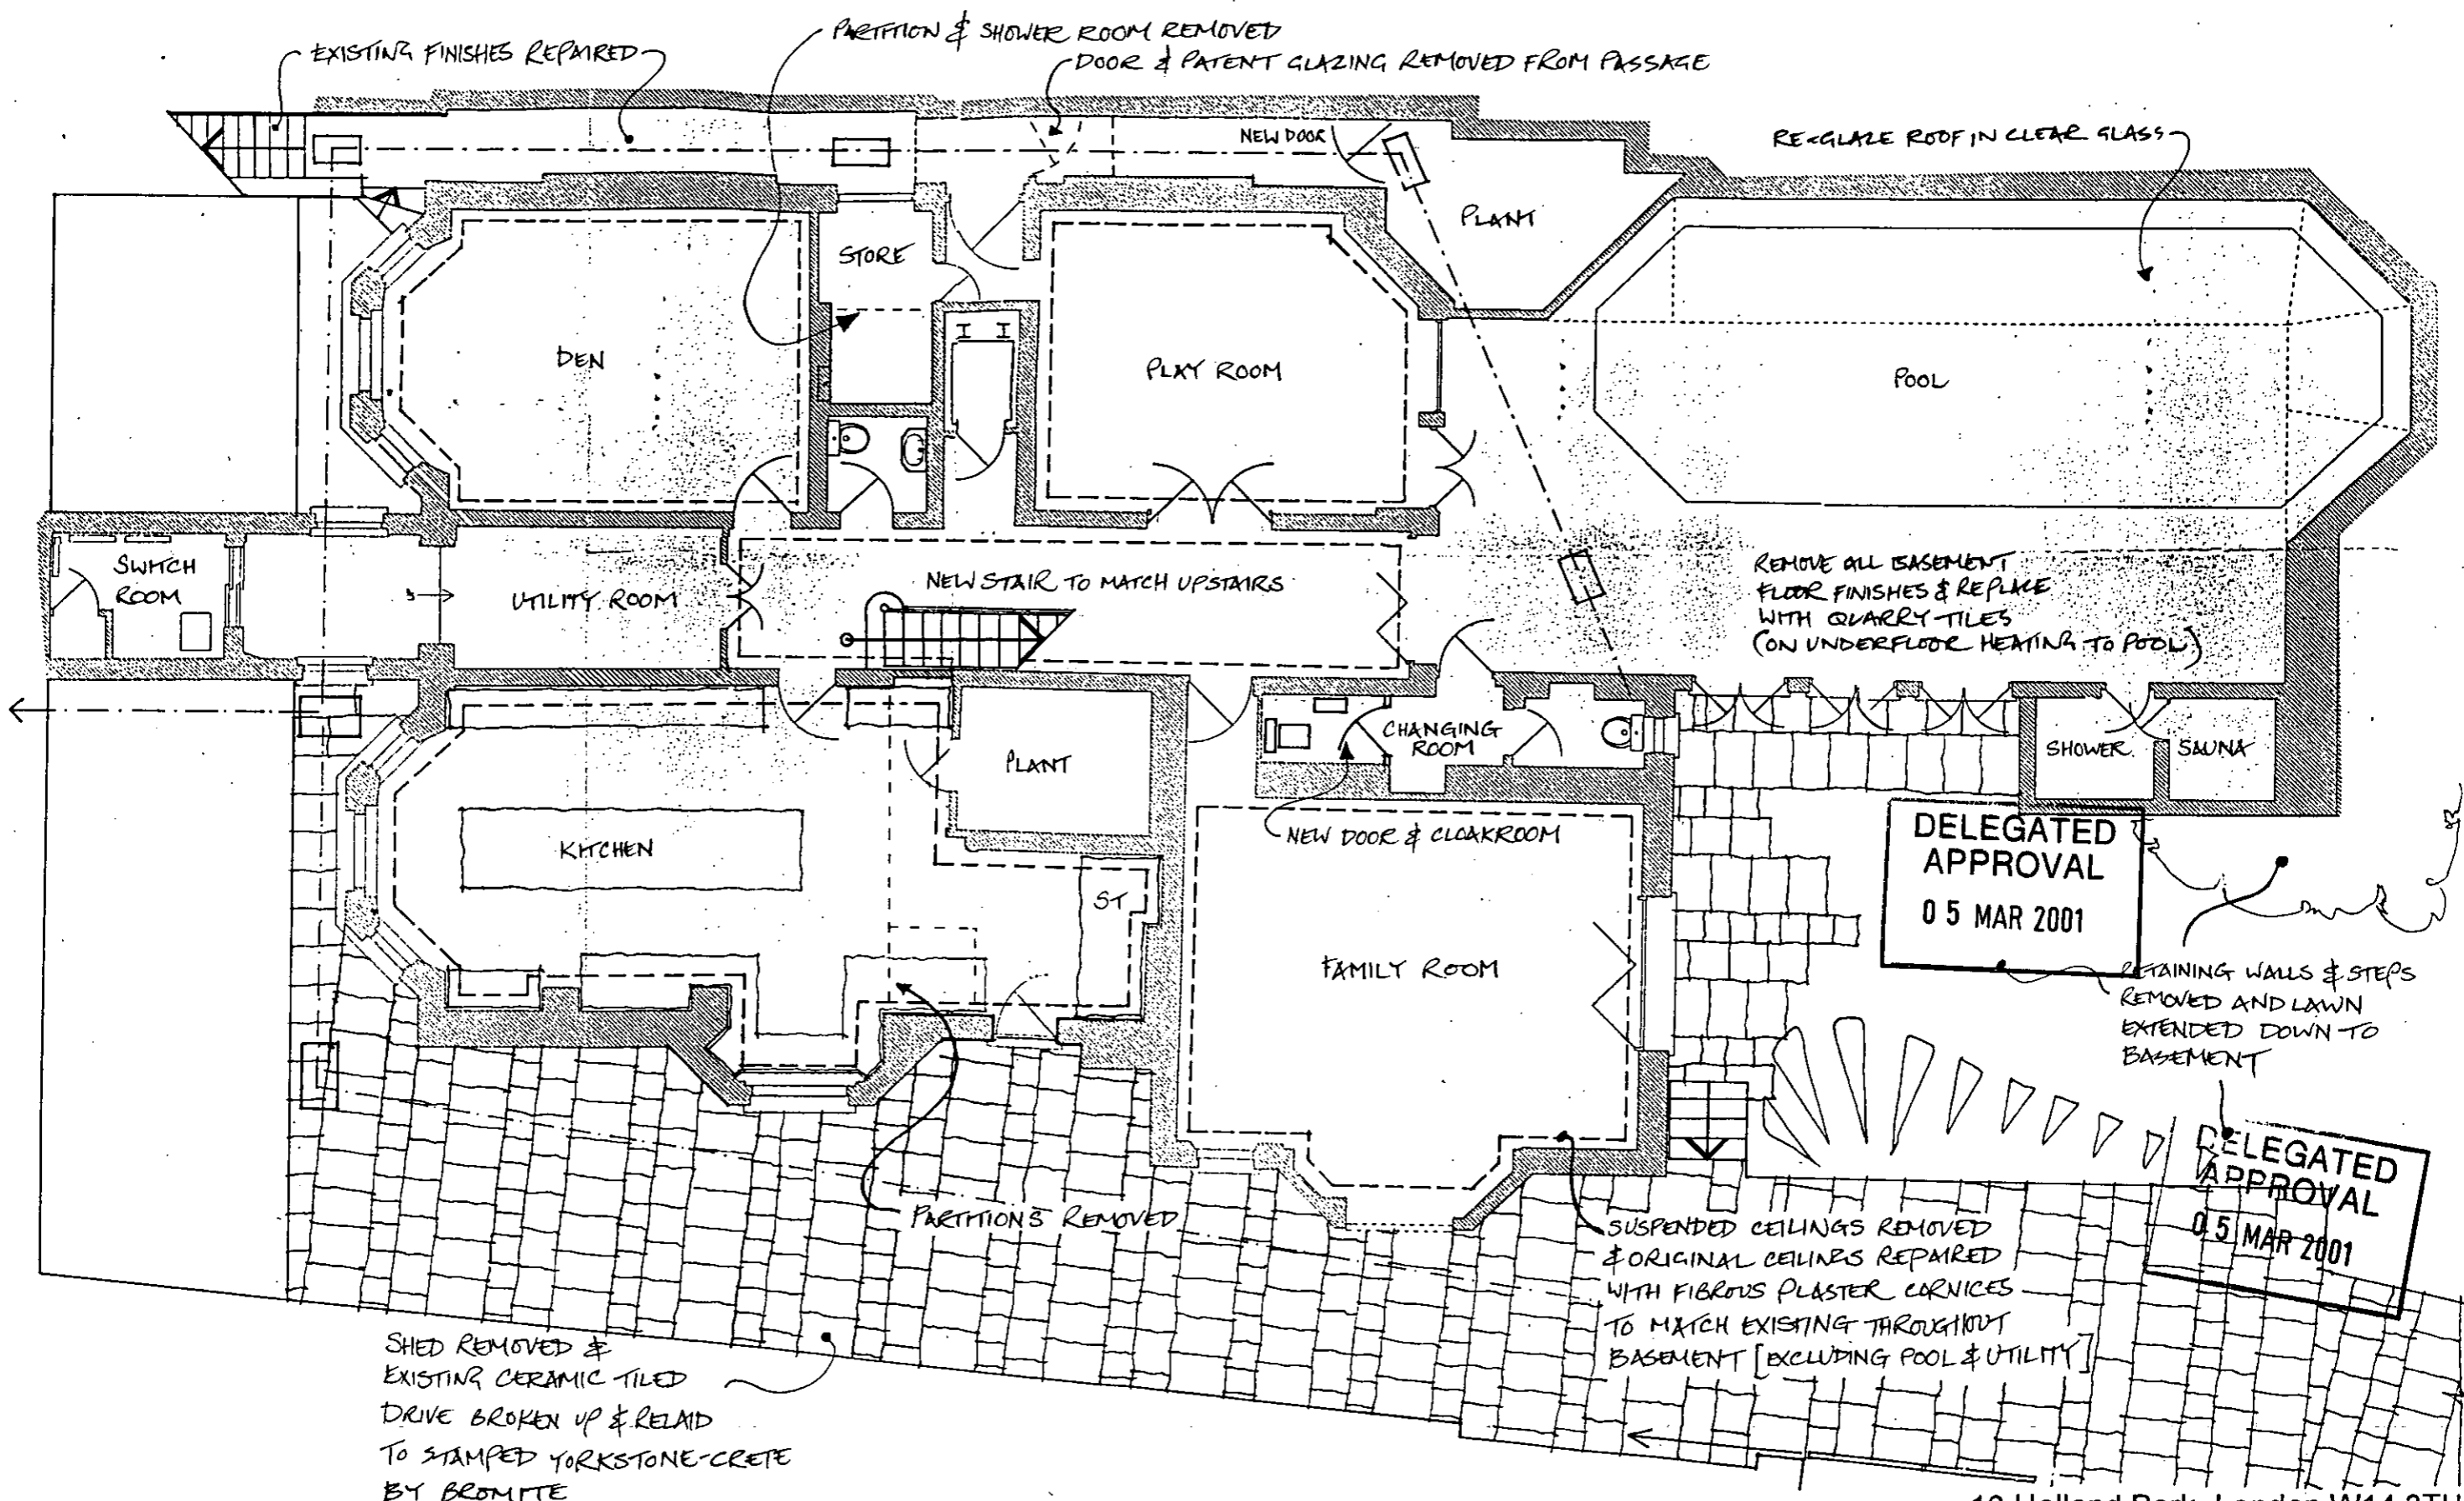 EXISTING FINISHES REPAIRED
PARTITION & SHOWER ROOM REMOVED
DOOR & PATENT GLAZING REMOVED FROM PASSAGE
NEW DOOR
RE-GLAZE ROOF IN CLEAR GLASS
PLANT
STORE
DEN
PLAY ROOM
POOL
SWITCH
ROOM
UTILITY ROOM
NEW STAIR TO MATCH UPSTAIRS
REMOVE ALL BASEMENT
FLOOR FINISHES & REPLACE
WITH QUARRY TILES
(ON UNDERFLOOR HEATING TO POOL)
CHANGING
ROOM
SHOWER
SAUNA
PLANT
KITCHEN
NEW DOOR & CLOAKROOM
ST
FAMILY ROOM
DELEGATED
APPROVAL
05 MAR 2001
RETAINING WALLS & STEPS
REMOVED AND LAWN
EXTENDED DOWN TO
BASEMENT
DELEGATED
APPROVAL
05 MAR 2001
PARTITIONS REMOVED
SUSPENDED CEILINGS REMOVED
& ORIGINAL CEILINGS REPAIRED
WITH FIBROUS PLASTER CORNICES
TO MATCH EXISTING THROUGHOUT
BASEMENT [EXCLUDING POOL & UTILITY]
SHED REMOVED &
EXISTING CERAMIC TILED
DRIVE BROKEN UP & RELAID
TO STAMPED YORKSTONE-CRETE
BY BROMITE
Holland Park, London W14 3TU